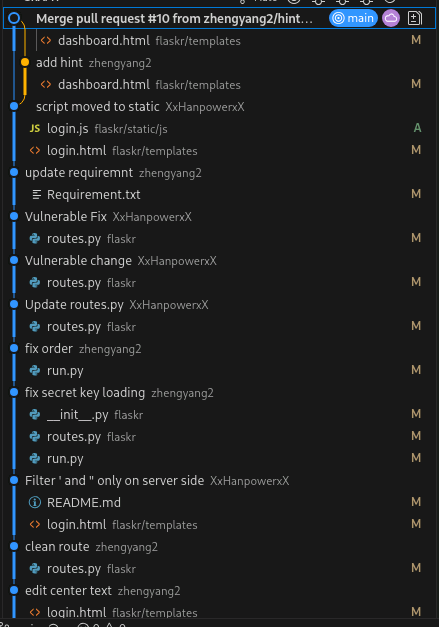 Merge pull request #10 from zhengyang2/hint... main
dashboard.html flaskr/templates M
add hint zhengyang2
dashboard.html flaskr/templates M
script moved to static XxHanpowerxX
JS login.js flaskr/static/js A
login.html flaskr/templates M
update requiremnt zhengyang2
Requirement.txt M
Vulnerable Fix XxHanpowerxX
routes.py flaskr M
Vulnerable change XxHanpowerxX
routes.py flaskr M
Update routes.py XxHanpowerxX
routes.py flaskr M
fix order zhengyang2
run.py M
fix secret key loading zhengyang2
__init__.py flaskr M
routes.py flaskr M
run.py M
Filter ' and " only on server side XxHanpowerxX
README.md M
login.html flaskr/templates M
clean route zhengyang2
routes.py flaskr M
edit center text zhengyang2
login.html flaskr/templates M